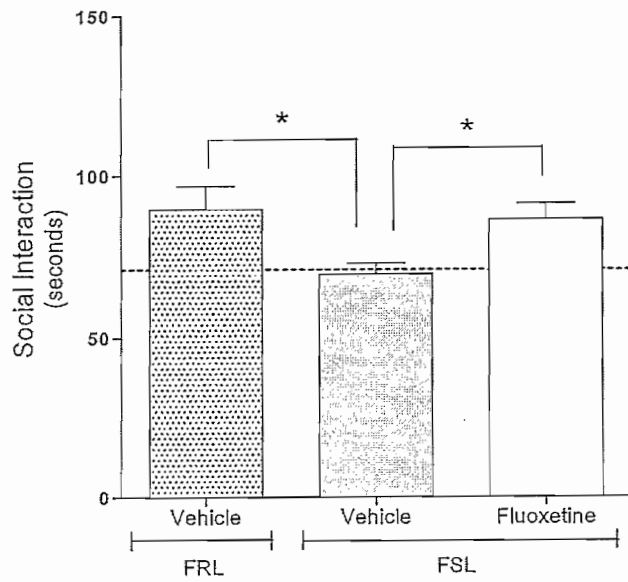 Social Interaction
(seconds)
150
100
50
0
*
*
Vehicle
Vehicle
Fluoxetine
FRL
FSL